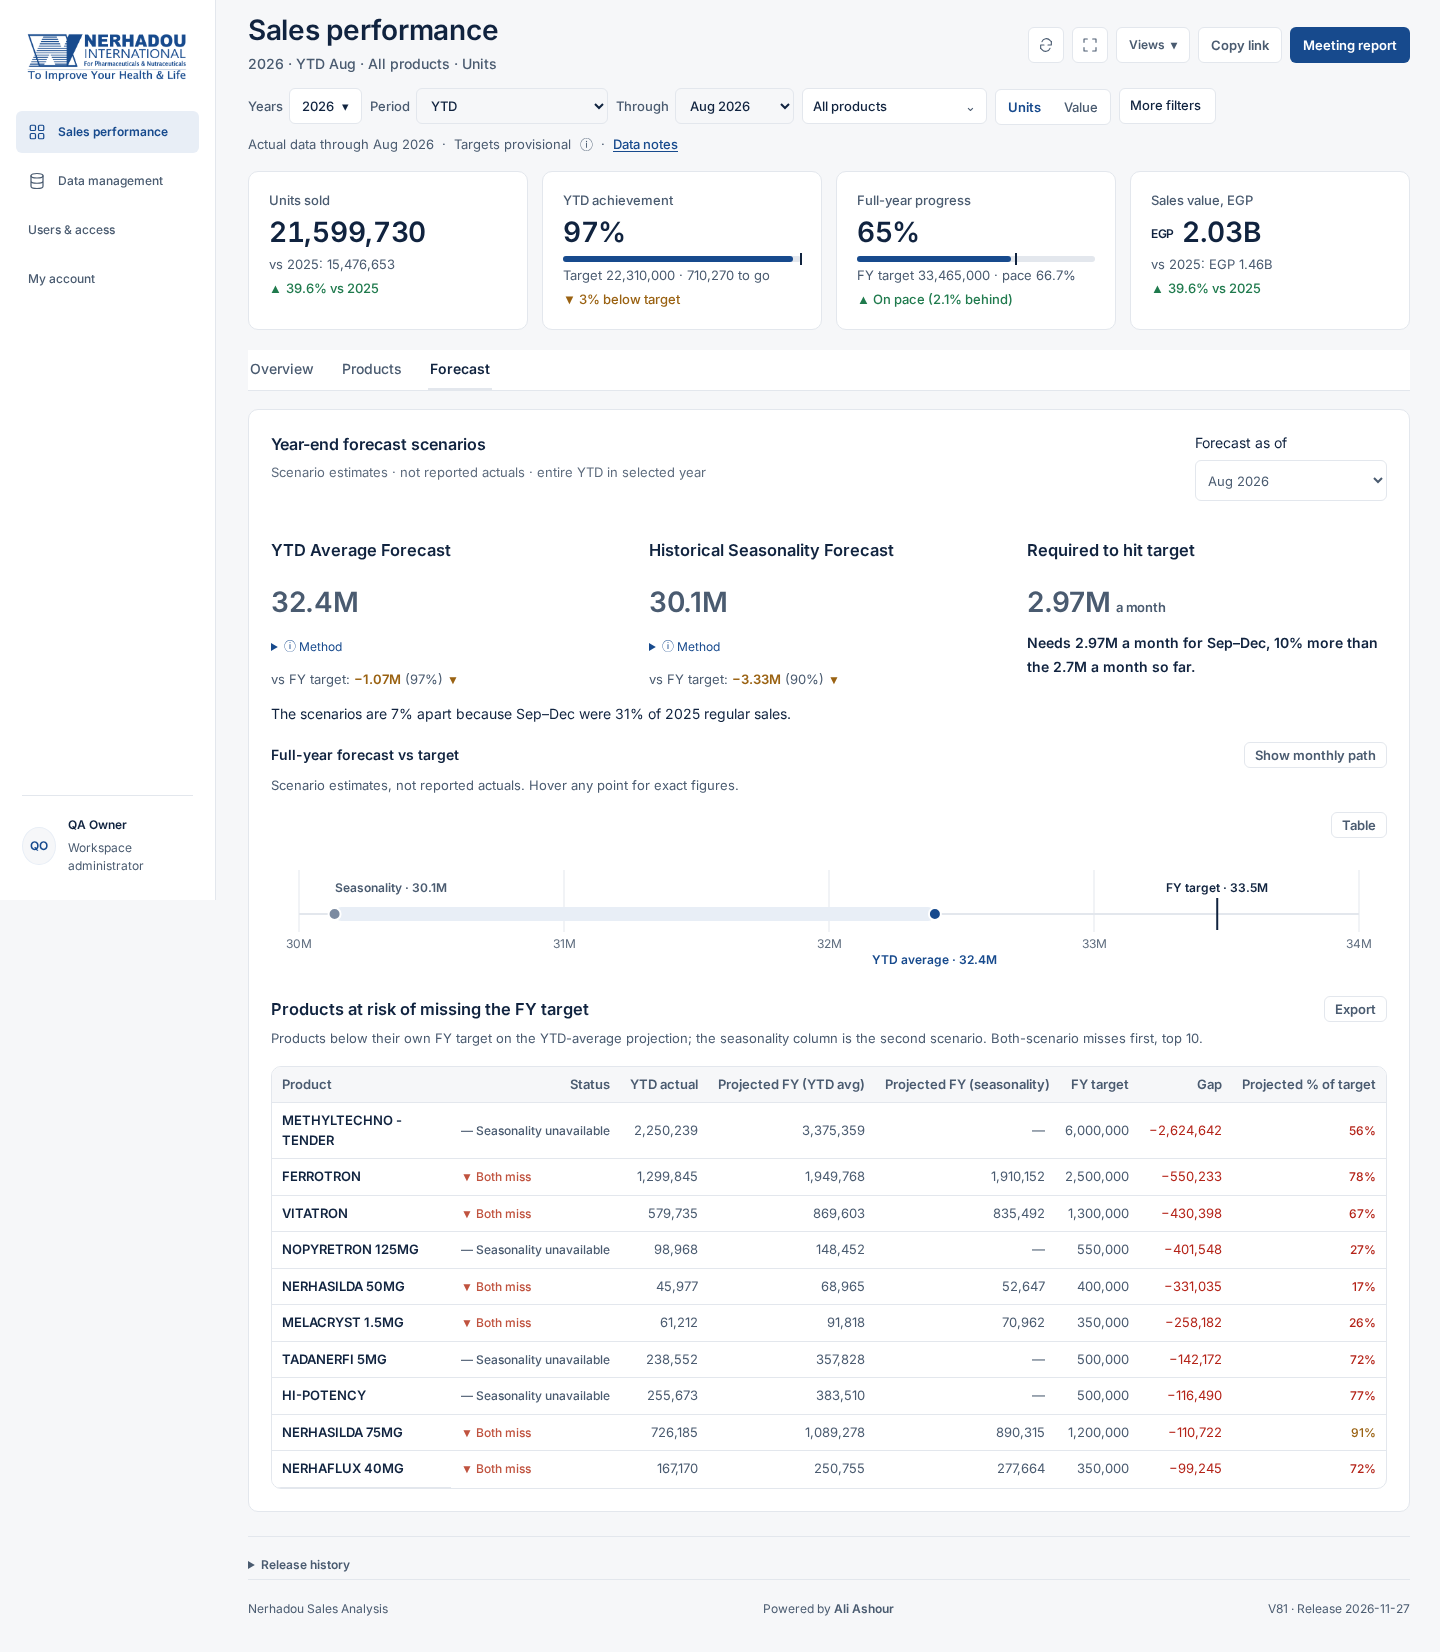 NERHADOU
INTERNATIONAL
For Pharmaceuticals & Nutraceuticals
To Improve Your Health & Life
Sales performance
Data management
Users & access
My account
QO
QA Owner
Workspace
administrator
Sales performance
2026 · YTD Aug · All products · Units
Views ▾ Copy link Meeting report
Years 2026 ▾ Period YTD Through Aug 2026 All products Units Value More filters
Actual data through Aug 2026 · Targets provisional ⓘ · Data notes
Units sold
21,599,730
vs 2025: 15,476,653
▲ 39.6% vs 2025
YTD achievement
97%
Target 22,310,000 · 710,270 to go
▼ 3% below target
Full-year progress
65%
FY target 33,465,000 · pace 66.7%
▲ On pace (2.1% behind)
Sales value, EGP
EGP 2.03B
vs 2025: EGP 1.46B
▲ 39.6% vs 2025
Overview Products Forecast
Year-end forecast scenarios
Scenario estimates · not reported actuals · entire YTD in selected year
Forecast as of
Aug 2026
YTD Average Forecast
32.4M
▶ ⓘ Method
vs FY target: −1.07M (97%) ▼
Historical Seasonality Forecast
30.1M
▶ ⓘ Method
vs FY target: −3.33M (90%) ▼
Required to hit target
2.97M a month
Needs 2.97M a month for Sep–Dec, 10% more than
the 2.7M a month so far.
The scenarios are 7% apart because Sep–Dec were 31% of 2025 regular sales.
Full-year forecast vs target
Show monthly path
Scenario estimates, not reported actuals. Hover any point for exact figures.
Table
Seasonality · 30.1M
FY target · 33.5M
30M 31M 32M 33M 34M
YTD average · 32.4M
Products at risk of missing the FY target
Export
Products below their own FY target on the YTD-average projection; the seasonality column is the second scenario. Both-scenario misses first, top 10.
Product Status YTD actual Projected FY (YTD avg) Projected FY (seasonality) FY target Gap Projected % of target
METHYLTECHNO -
TENDER — Seasonality unavailable 2,250,239 3,375,359 — 6,000,000 −2,624,642 56%
FERROTRON ▼ Both miss 1,299,845 1,949,768 1,910,152 2,500,000 −550,233 78%
VITATRON ▼ Both miss 579,735 869,603 835,492 1,300,000 −430,398 67%
NOPYRETRON 125MG — Seasonality unavailable 98,968 148,452 — 550,000 −401,548 27%
NERHASILDA 50MG ▼ Both miss 45,977 68,965 52,647 400,000 −331,035 17%
MELACRYST 1.5MG ▼ Both miss 61,212 91,818 70,962 350,000 −258,182 26%
TADANERFI 5MG — Seasonality unavailable 238,552 357,828 — 500,000 −142,172 72%
HI-POTENCY — Seasonality unavailable 255,673 383,510 — 500,000 −116,490 77%
NERHASILDA 75MG ▼ Both miss 726,185 1,089,278 890,315 1,200,000 −110,722 91%
NERHAFLUX 40MG ▼ Both miss 167,170 250,755 277,664 350,000 −99,245 72%
▶ Release history
Nerhadou Sales Analysis
Powered by Ali Ashour
V81 · Release 2026-11-27